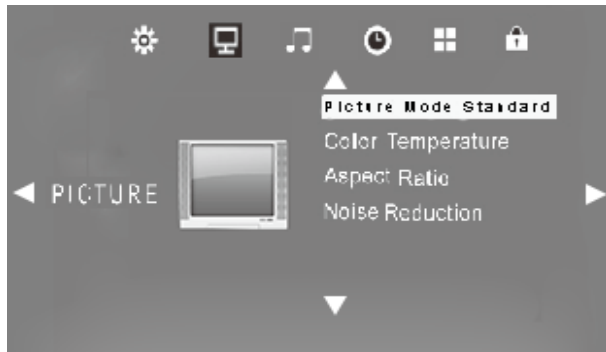 Picture Mode Standard
Color Temperature
Aspect Ratio
PICTURE
Noise Reduction